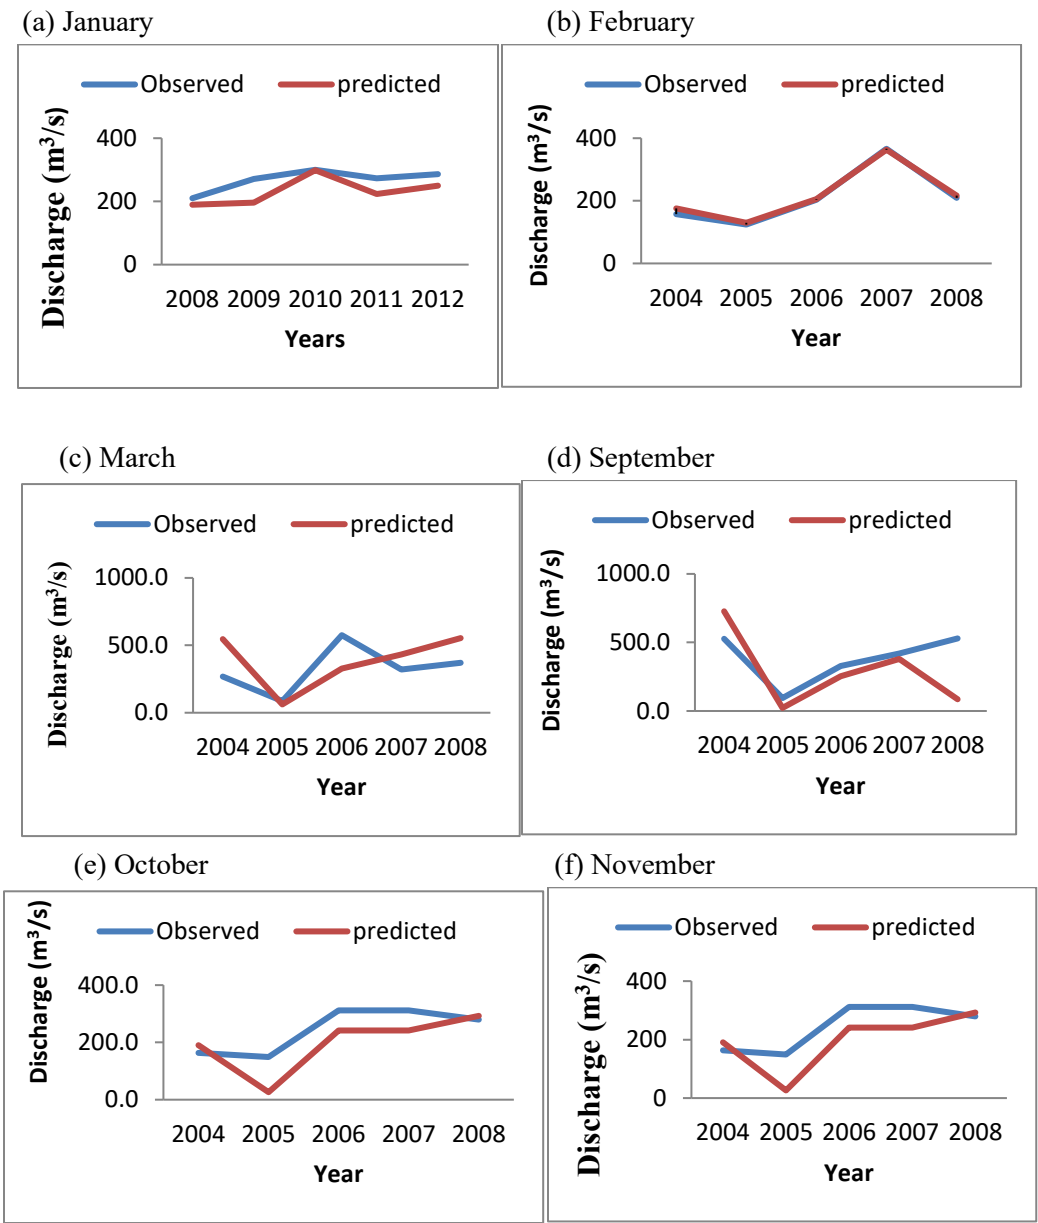 (a) January
Observed predicted
Discharge (m³/s)
400
200
0
2008 2009 2010 2011 2012
Years
(b) February
Observed predicted
Discharge (m³/s)
400
200
0
2004 2005 2006 2007 2008
Year
(c) March
Observed predicted
Discharge (m³/s)
1000.0
500.0
0.0
2004 2005 2006 2007 2008
Year
(d) September
Observed predicted
Discharge (m³/s)
1000.0
500.0
0.0
2004 2005 2006 2007 2008
Year
(e) October
Observed predicted
Discharge (m³/s)
400.0
200.0
0.0
2004 2005 2006 2007 2008
Year
(f) November
Observed predicted
Discharge (m³/s)
400
200
0
2004 2005 2006 2007 2008
Year